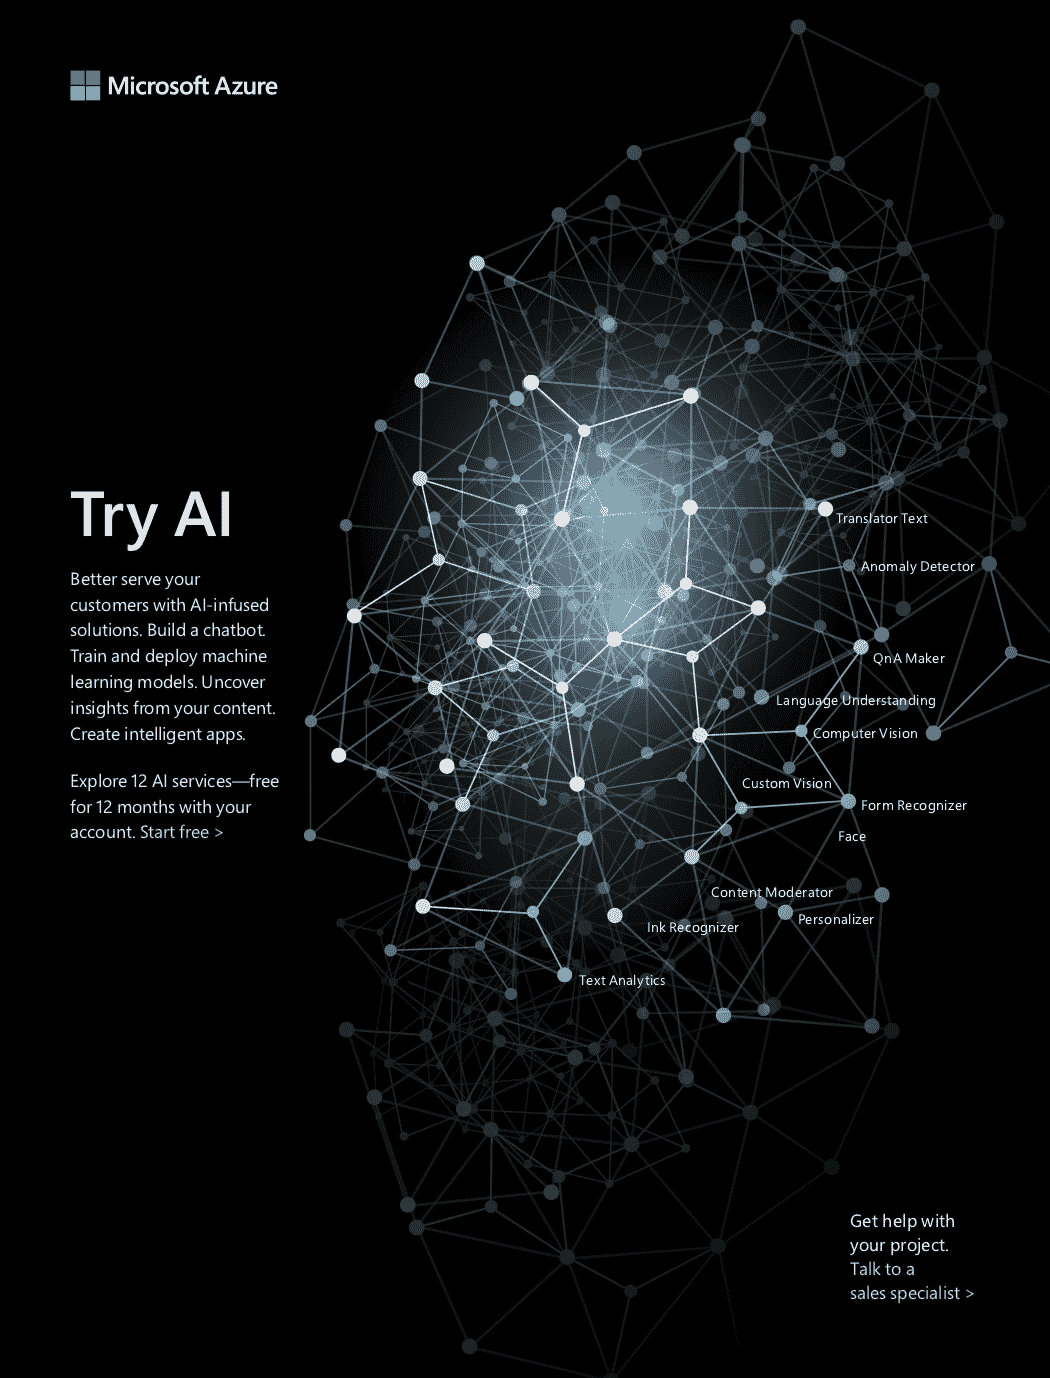 Microsoft Azure
Try AI
Better serve your
customers with AI-infused
solutions. Build a chatbot.
Train and deploy machine
learning models. Uncover
insights from your content.
Create intelligent apps.
Explore 12 AI services—free
for 12 months with your
account. Start free >
Translator Text
Anomaly Detector
QnA Maker
Language Understanding
Computer Vision
Custom Vision
Form Recognizer
Face
Content Moderator
Personalizer
Ink Recognizer
Text Analytics
Get help with
your project.
Talk to a
sales specialist >